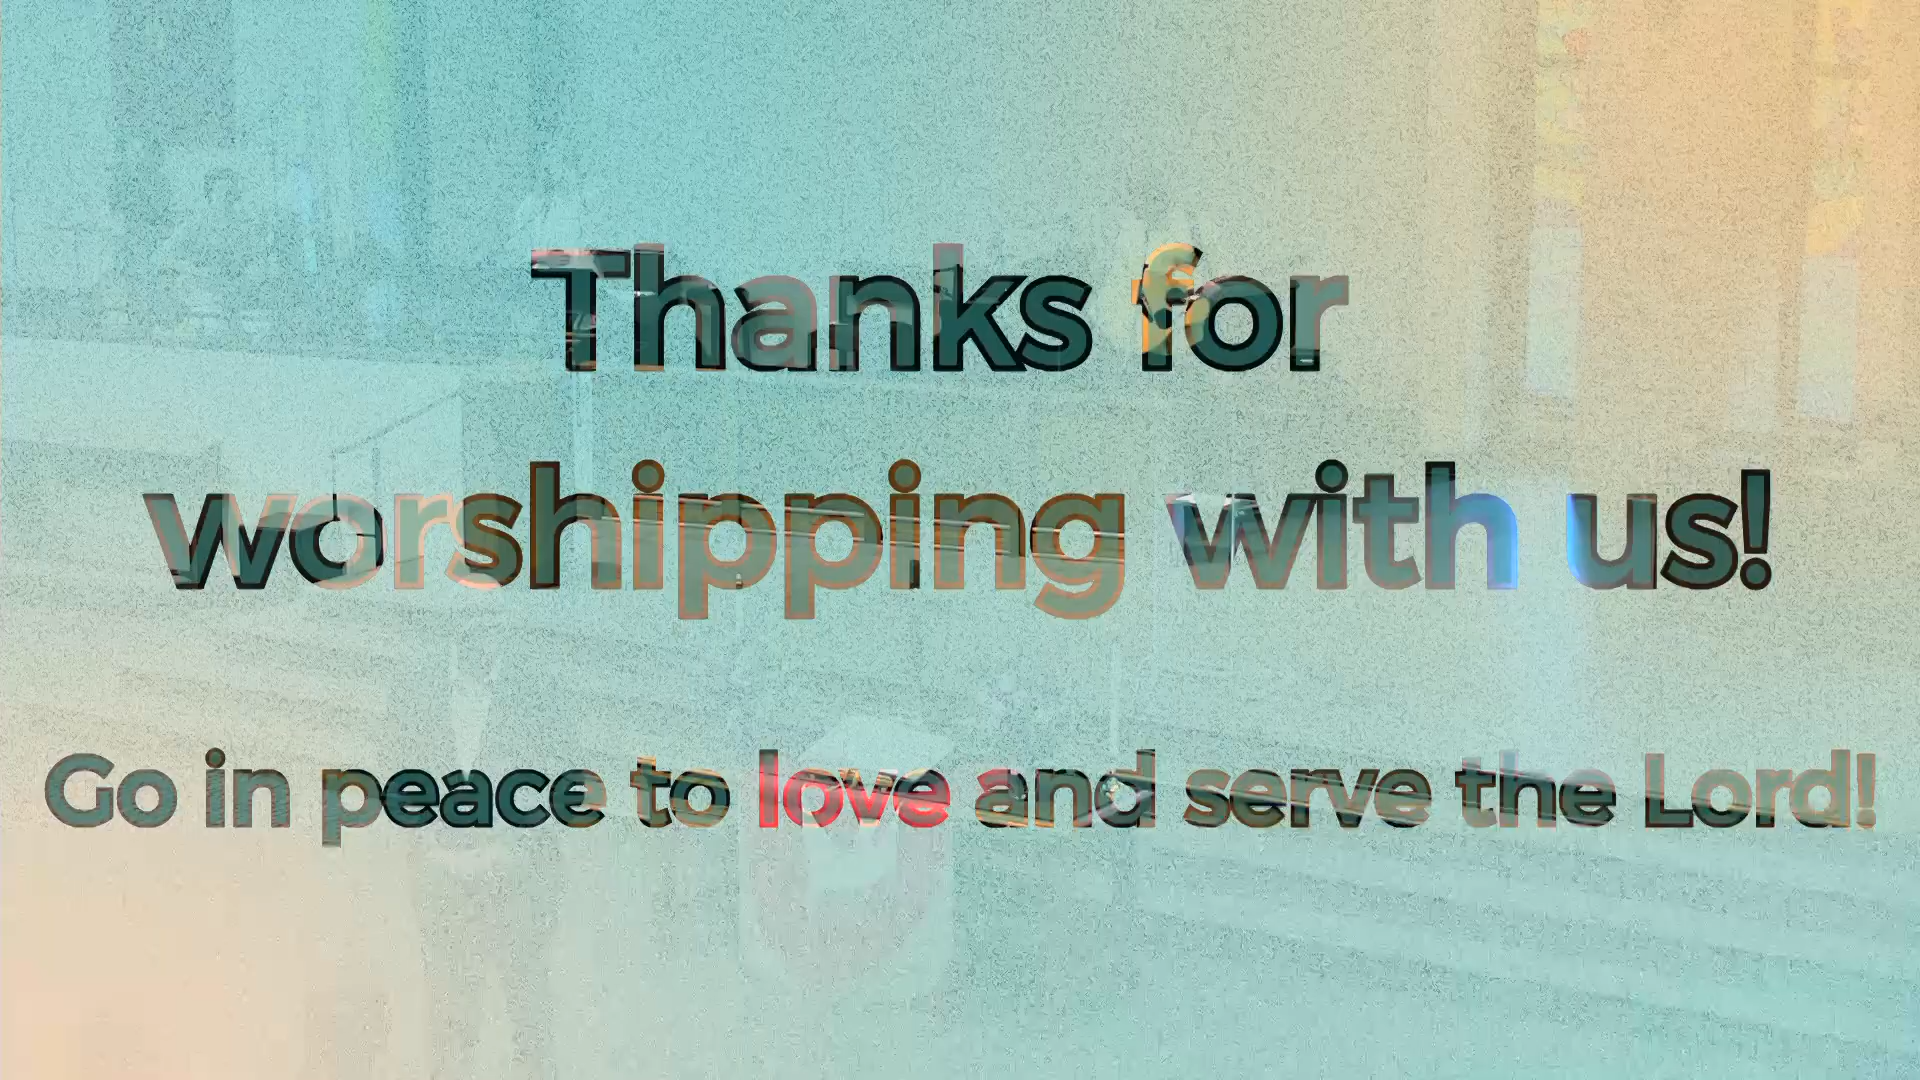 Thanks for
worshipping with us!
Go in peace to love and serve the Lord!